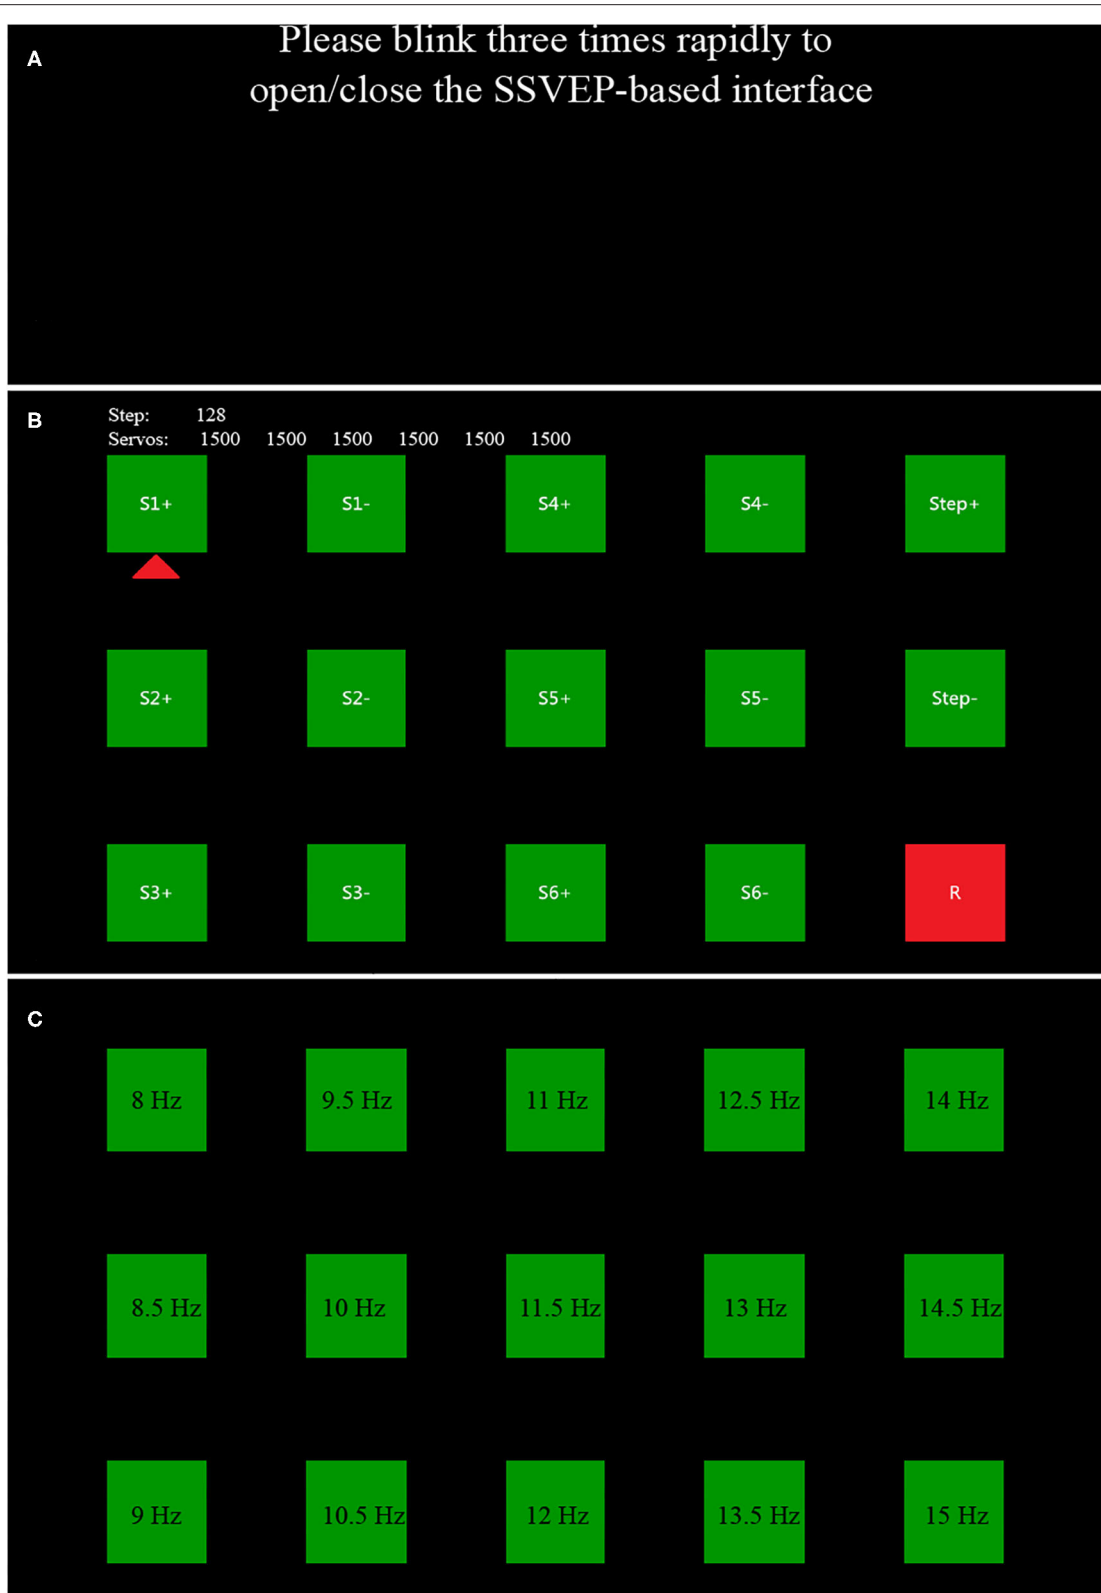 A
Please blink three times rapidly to
open/close the SSVEP-based interface
B
Step: 128
Servos: 1500 1500 1500 1500 1500 1500
S1+ S1- S4+ S4- Step+
S2+ S2- S5+ S5- Step-
S3+ S3- S6+ S6- R
C
8 Hz 9.5 Hz 11 Hz 12.5 Hz 14 Hz
8.5 Hz 10 Hz 11.5 Hz 13 Hz 14.5 Hz
9 Hz 10.5 Hz 12 Hz 13.5 Hz 15 Hz